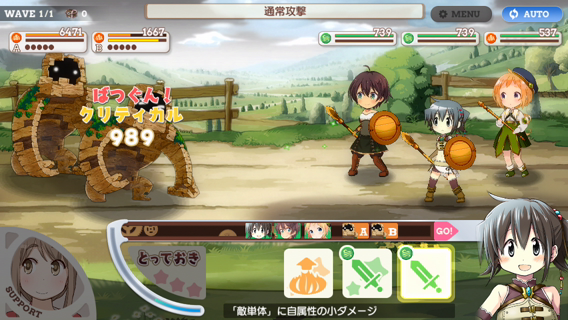 WAVE 1/1 0
通常攻撃
MENU
AUTO
6471
A
1667
B
739
739
537
ばつぐん!
クリティカル
989
A B GO!
とっておき
SUPPORT
「敵単体」に自属性の小ダメージ